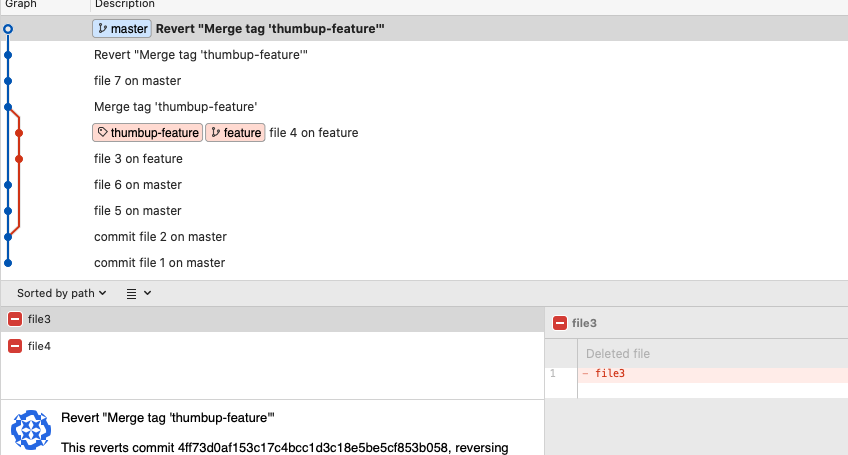 Graph Description
master Revert "Merge tag 'thumbup-feature'"
Revert "Merge tag 'thumbup-feature'"
file 7 on master
Merge tag 'thumbup-feature'
thumbup-feature feature file 4 on feature
file 3 on feature
file 6 on master
file 5 on master
commit file 2 on master
commit file 1 on master
Sorted by path
file3
file4
file3
Deleted file
1 - file3
Revert "Merge tag 'thumbup-feature'"
This reverts commit 4ff73d0af153c17c4bcc1d3c18e5be5cf853b058, reversing